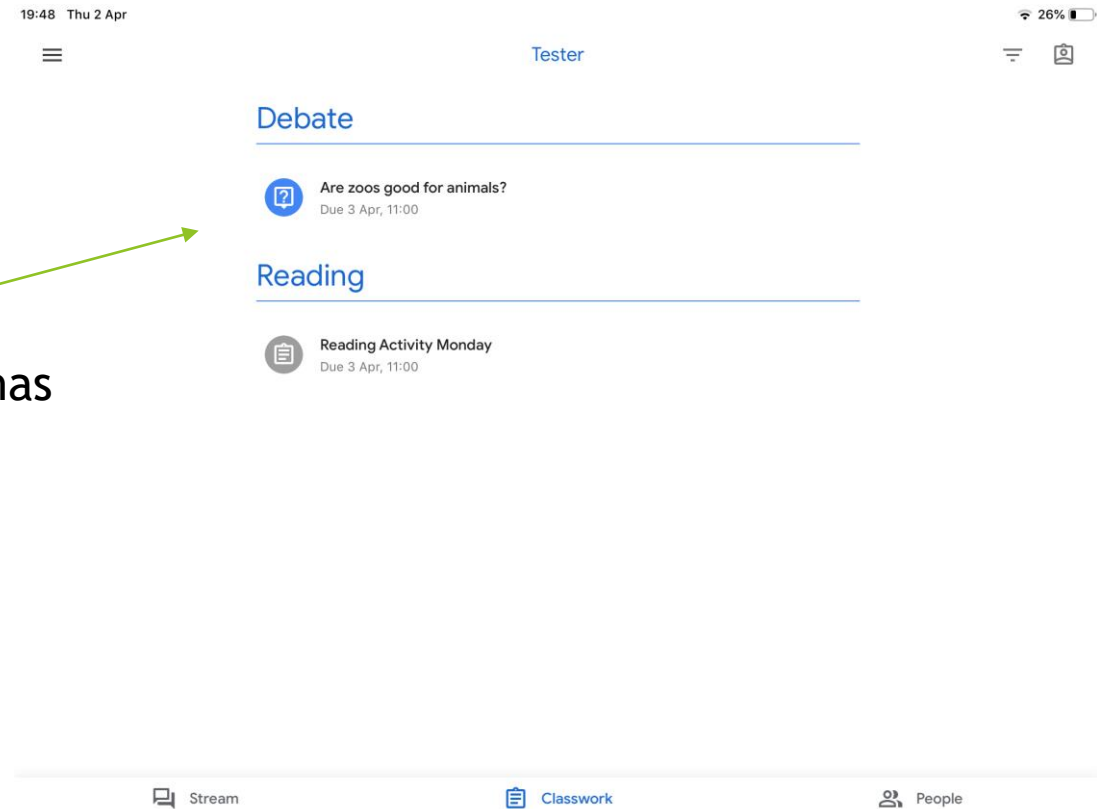 19:48 Thu 2 Apr
26%
Tester
Debate
Are zoos good for animals?
Due 3 Apr, 11:00
Reading
Reading Activity Monday
Due 3 Apr, 11:00
Stream
Classwork
People